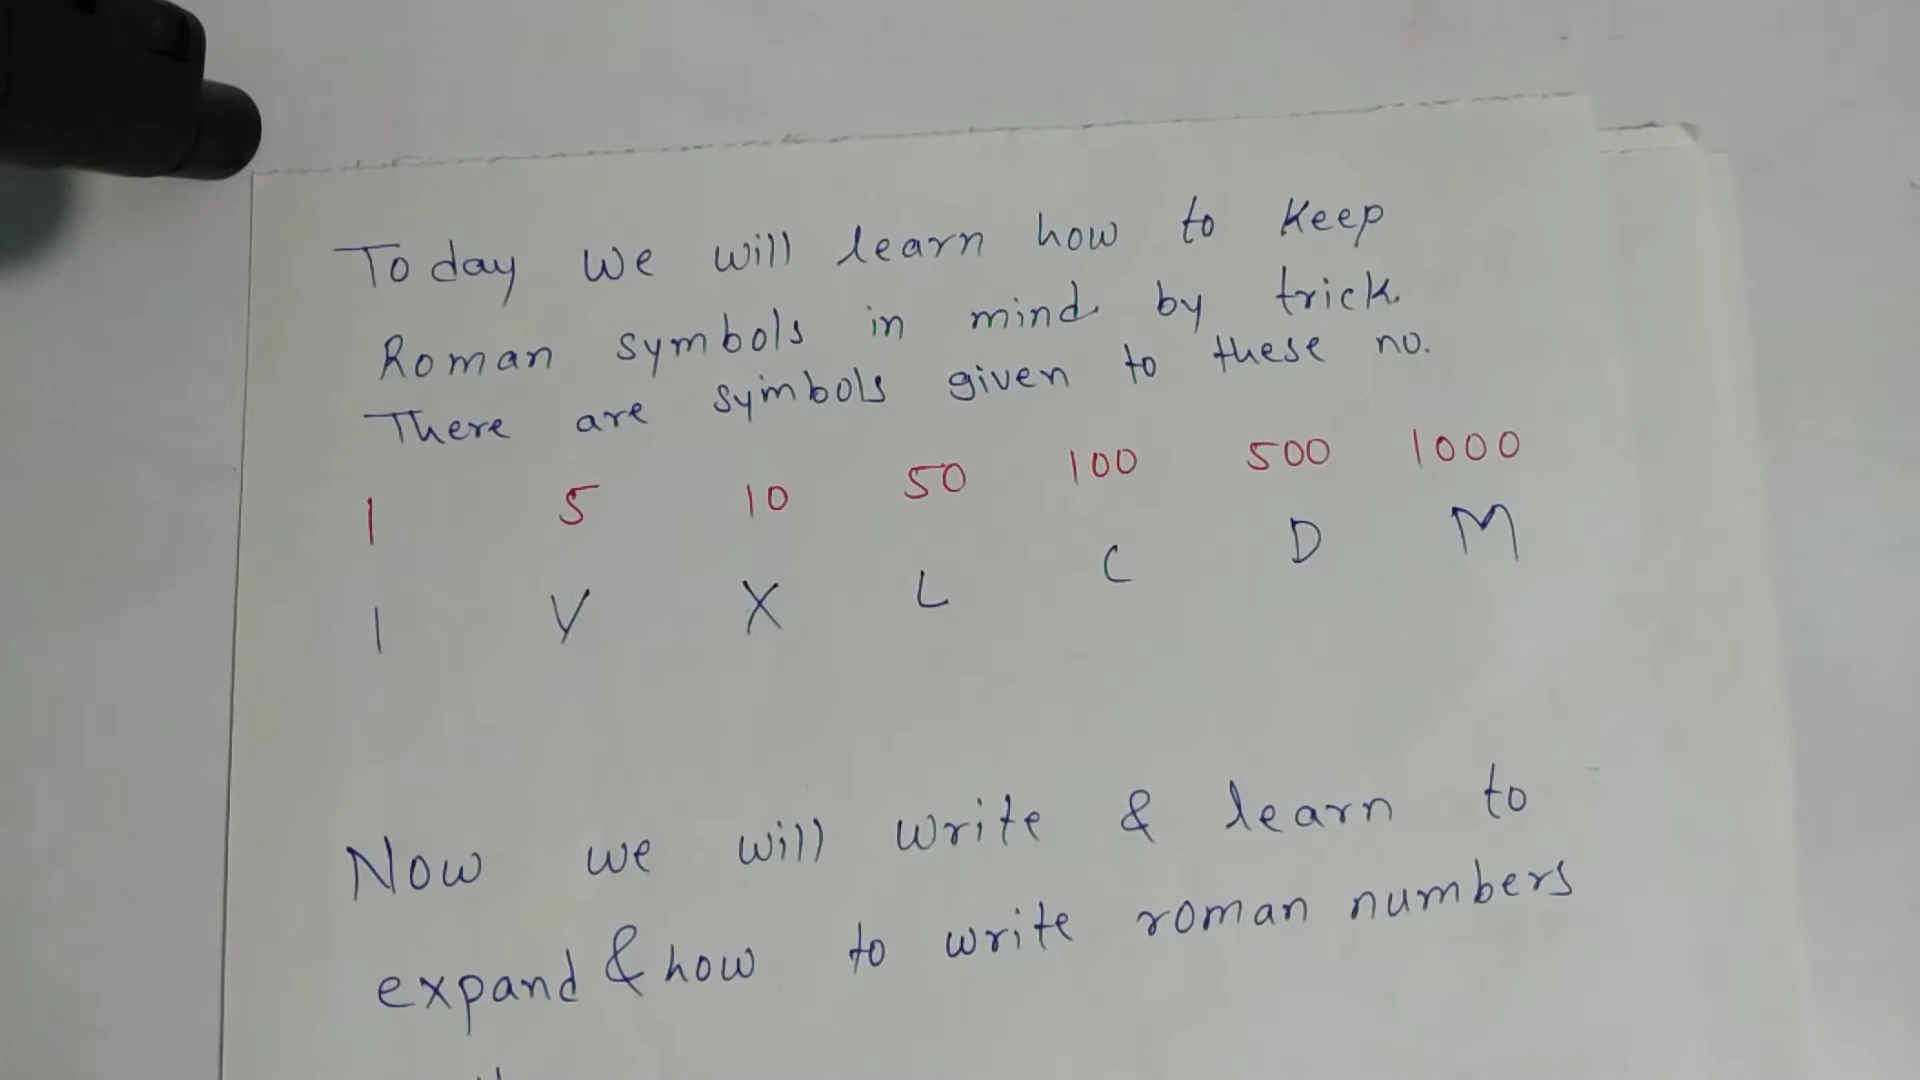 Today we will learn how to keep
Roman symbols in mind by trick.
There are symbols given to these no.
1 5 10 50 100 500 1000
I V X L C D M
Now we will write & learn to
expand & how to write roman numbers